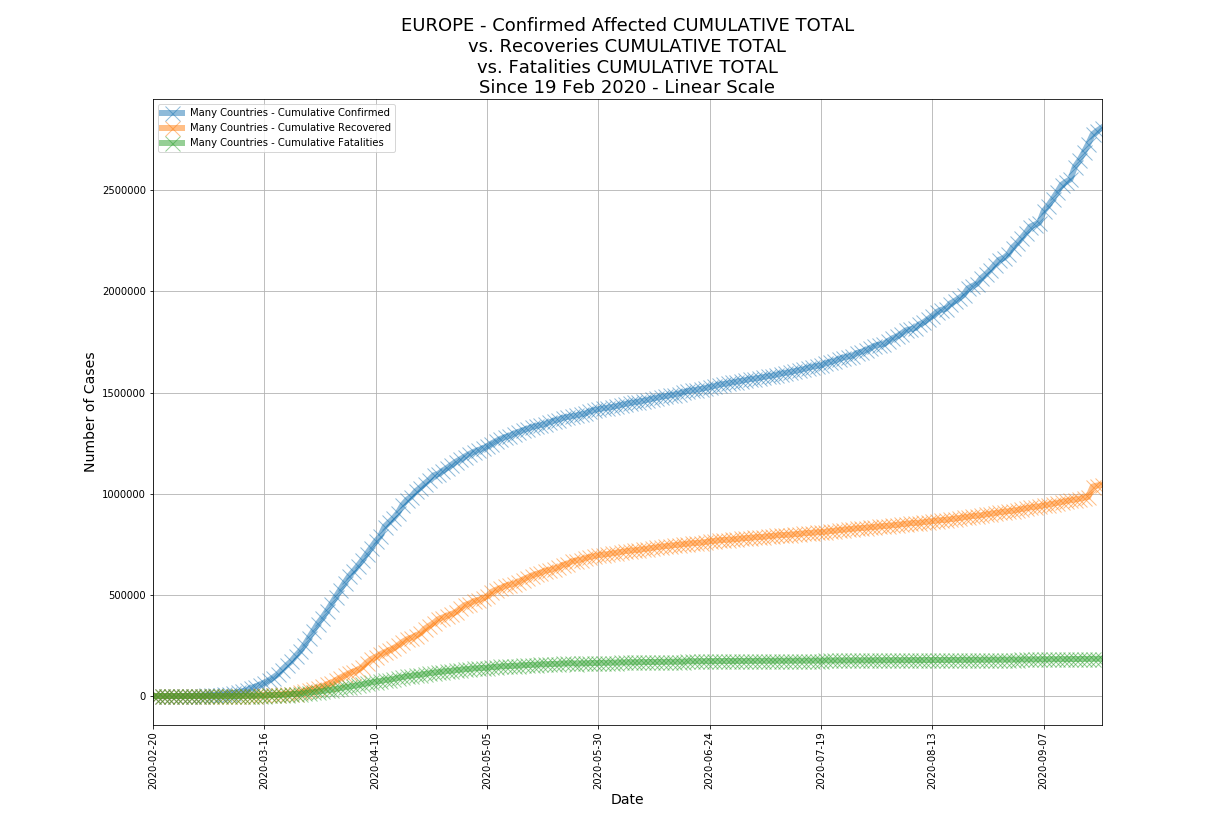 EUROPE - Confirmed Affected CUMULATIVE TOTAL
vs. Recoveries CUMULATIVE TOTAL
vs. Fatalities CUMULATIVE TOTAL
Since 19 Feb 2020 - Linear Scale
Many Countries - Cumulative Confirmed
Many Countries - Cumulative Recovered
Many Countries - Cumulative Fatalities
Number of Cases
2500000
2000000
1500000
1000000
500000
0
2020-02-20
2020-03-16
2020-04-10
2020-05-05
2020-05-30
2020-06-24
2020-07-19
2020-08-13
2020-09-07
Date